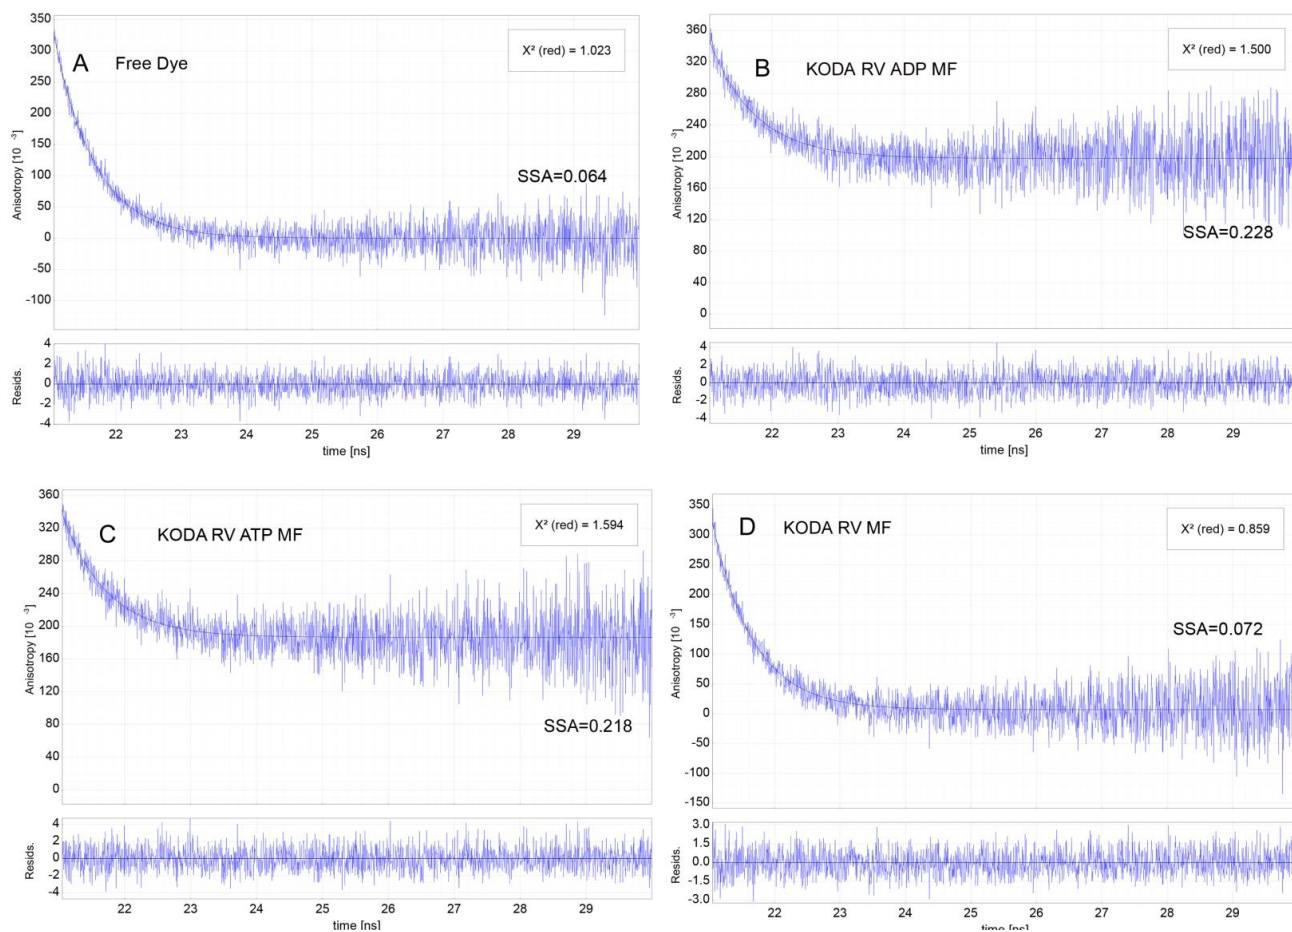 A Free Dye
X² (red) = 1.023
SSA=0.064
Anisotropy [10 ⁻³]
350
300
250
200
150
100
50
0
-50
-100
Resids.
4
2
0
-2
-4
22 23 24 25 26 27 28 29
time [ns]
B KODA RV ADP MF
X² (red) = 1.500
SSA=0.228
Anisotropy [10 ⁻³]
360
320
280
240
200
160
120
80
40
0
Resids.
4
2
0
-2
-4
22 23 24 25 26 27 28 29
time [ns]
C KODA RV ATP MF
X² (red) = 1.594
SSA=0.218
Anisotropy [10 ⁻³]
360
320
280
240
200
160
120
80
40
0
Resids.
4
2
0
-2
-4
22 23 24 25 26 27 28 29
time [ns]
D KODA RV MF
X² (red) = 0.859
SSA=0.072
Anisotropy [10 ⁻³]
350
300
250
200
150
100
50
0
-50
-100
-150
Resids.
3.0
1.5
0.0
-1.5
-3.0
22 23 24 25 26 27 28 29
time [ns]